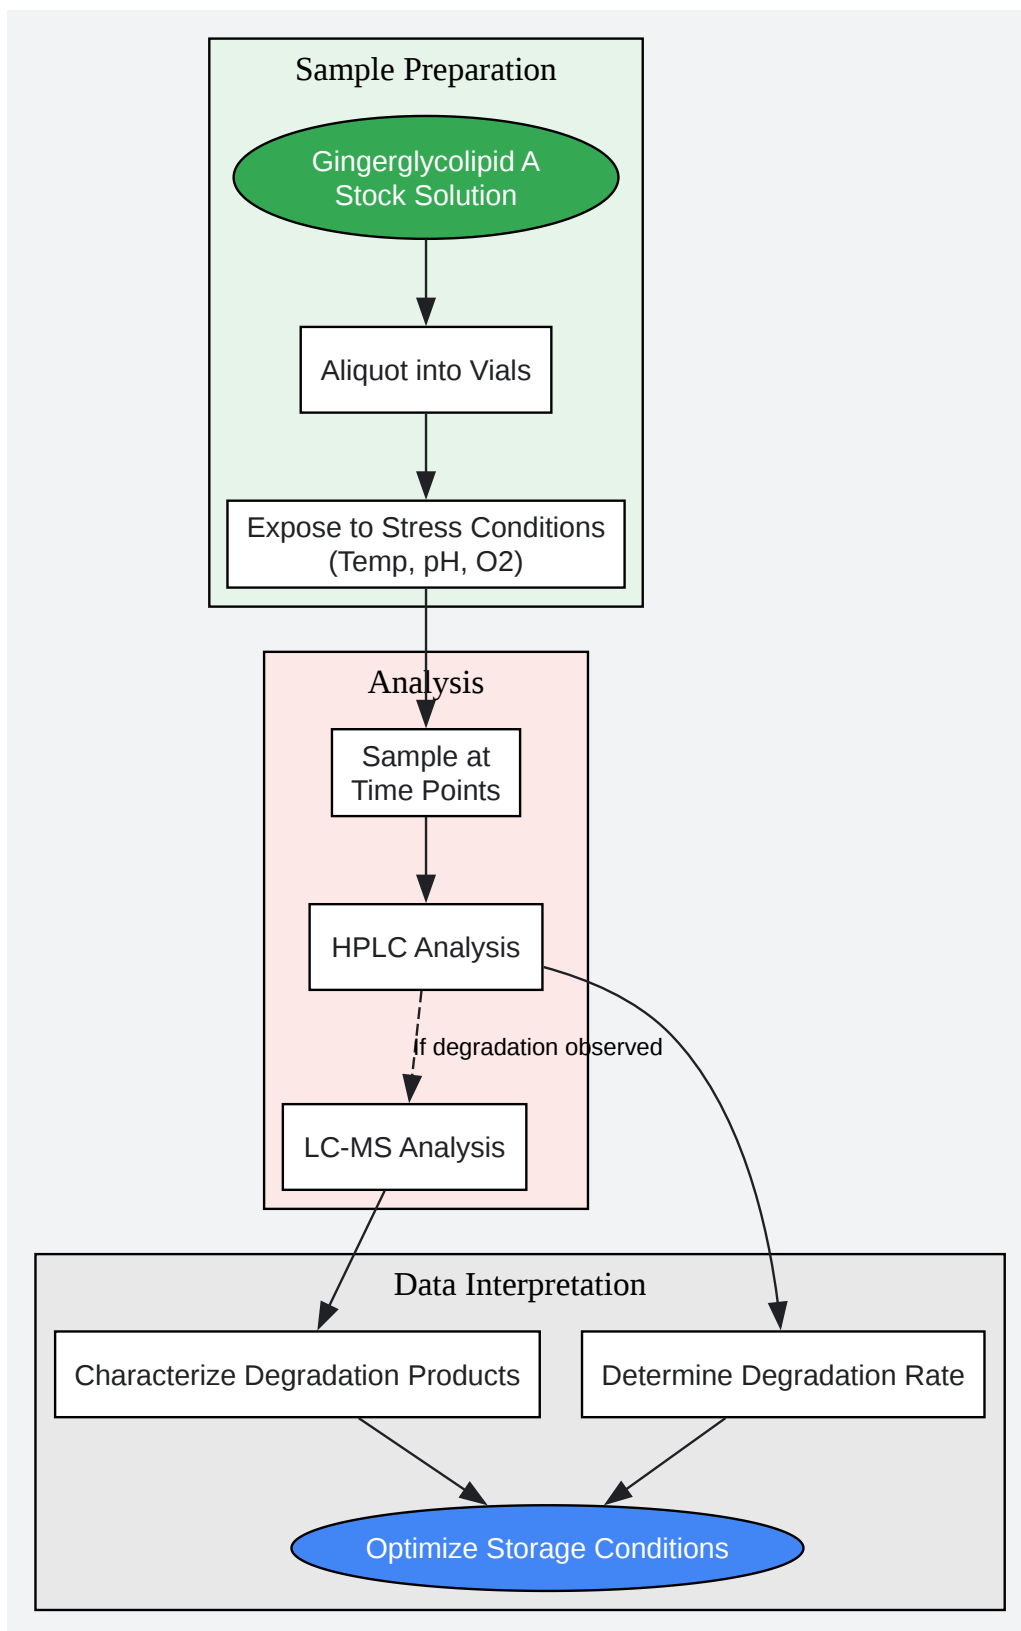 Sample Preparation
Gingerglycolipid A
Stock Solution
Aliquot into Vials
Expose to Stress Conditions
(Temp, pH, O2)
Analysis
Sample at
Time Points
HPLC Analysis
If degradation observed
LC-MS Analysis
Data Interpretation
Characterize Degradation Products
Determine Degradation Rate
Optimize Storage Conditions